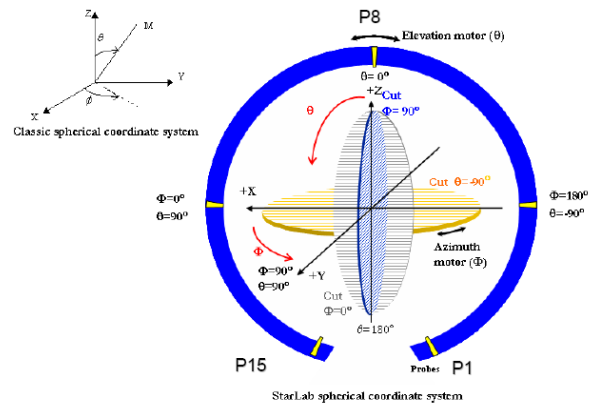 Z
M
θ
Y
X
ϕ
Classic spherical coordinate system
P8
Elevation motor (θ)
θ= 0°
+Z
Cut
Φ= 90°
θ
Cut θ=-90°
+X
Φ=0°
θ=90°
Φ=180°
θ=-90°
Azimuth
motor (Φ)
Φ
Φ=90°
θ=90°
+Y
Cut
Φ=0°
θ=180°
P15
Probes P1
StarLab spherical coordinate system